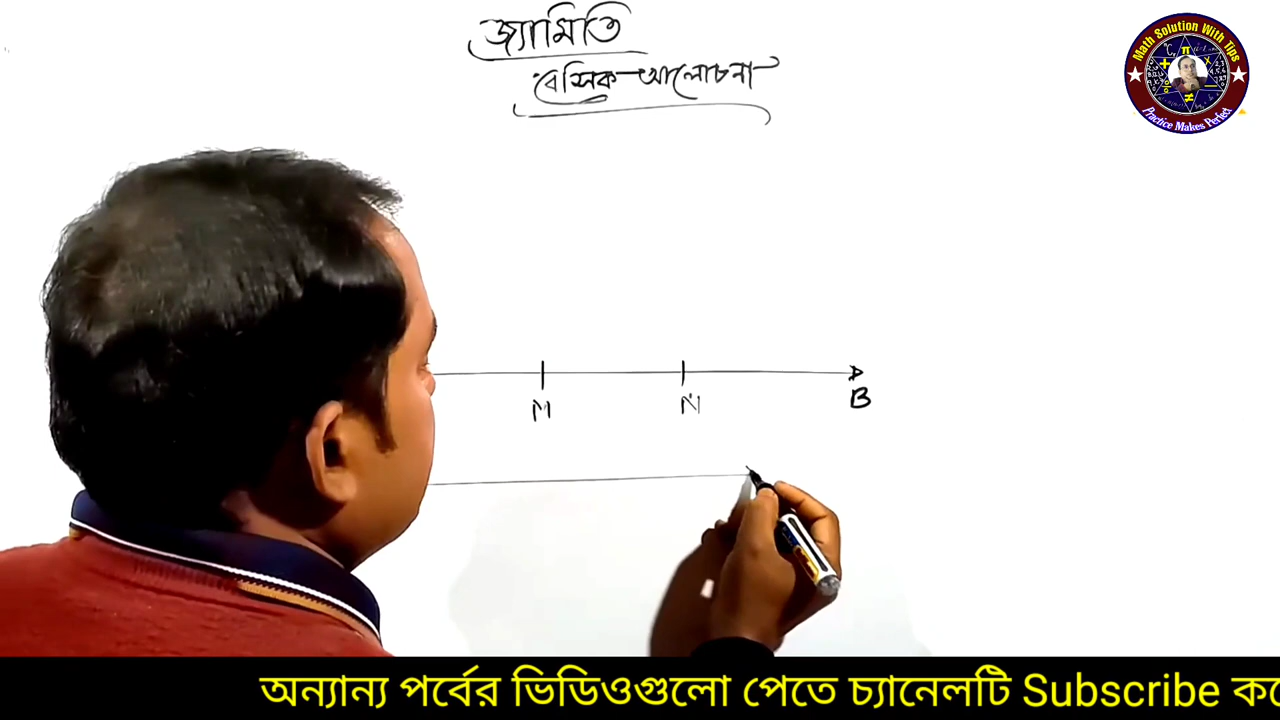 জ্যামিতি
বেসিক আলোচনা
Math Solution With Tips
Practice Makes Perfect
M
N
B
অন্যান্য পর্বের ভিডিওগুলো পেতে চ্যানেলটি Subscribe